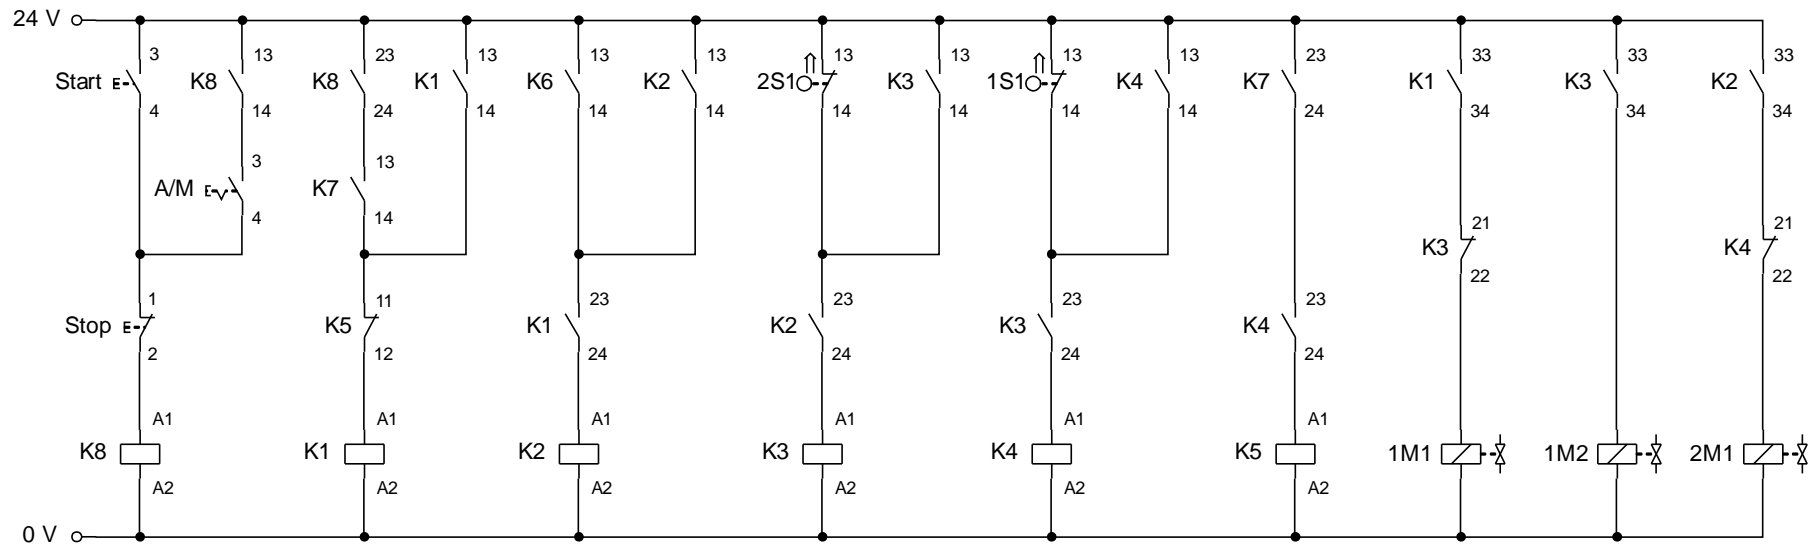 24 V
3 13 23 13 13 13 13 13 13 13 23 33 33 33
Start K8 K8 K1 K6 K2 2S1 K3 1S1 K4 K7 K1 K3 K2
4 14 24 14 14 14 14 14 14 14 24 34 34 34
3 13
A/M K7
4 14
21 21
K3 K4
22 22
1 11 23 23 23 23
Stop K5 K1 K2 K3 K4
2 12 24 24 24 24
A1 A1 A1 A1 A1 A1
K8 K1 K2 K3 K4 K5 1M1 1M2 2M1
A2 A2 A2 A2 A2 A2
0 V